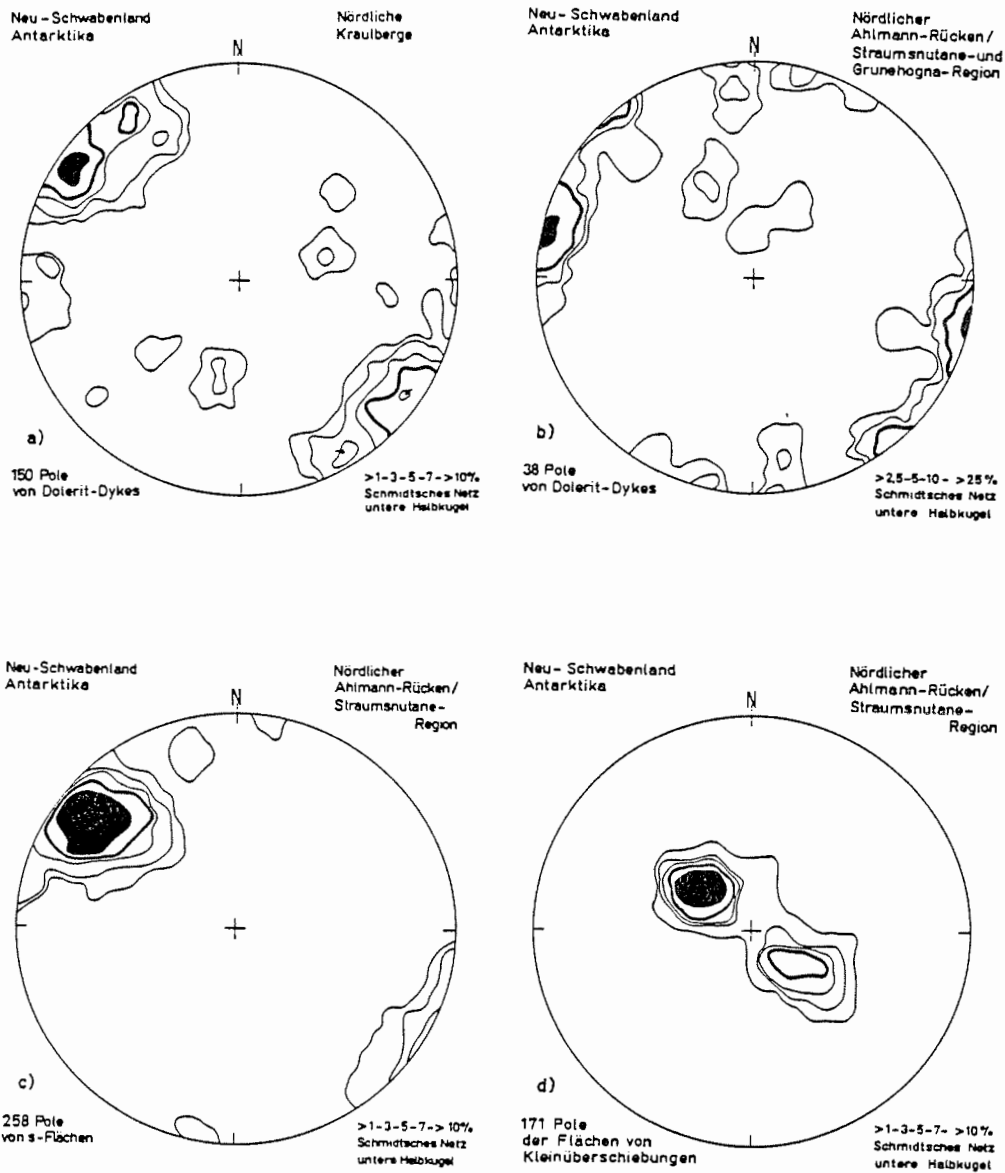 Neu-Schwabenland
Antarktika
Nördliche
Kraulberge
N
a)
150 Pole
von Dolerit-Dykes
>1-3-5-7->10%
Schmidtsches Netz
untere Halbkugel
Neu-Schwabenland
Antarktika
Nördlicher
Ahlmann-Rücken/
Straumsnutane-und
Grunehogna-Region
N
b)
38 Pole
von Dolerit-Dykes
>2,5-5-10->25%
Schmidtsches Netz
untere Halbkugel
Neu-Schwabenland
Antarktika
Nördlicher
Ahlmann-Rücken/
Straumsnutane-
Region
N
c)
258 Pole
von s-Flächen
>1-3-5-7->10%
Schmidtsches Netz
untere Halbkugel
Neu-Schwabenland
Antarktika
Nördlicher
Ahlmann-Rücken/
Straumsnutane-
Region
N
d)
171 Pole
der Flächen von
Kleinüberschiebungen
>1-3-5-7->10%
Schmidtsches Netz
untere Halbkugel